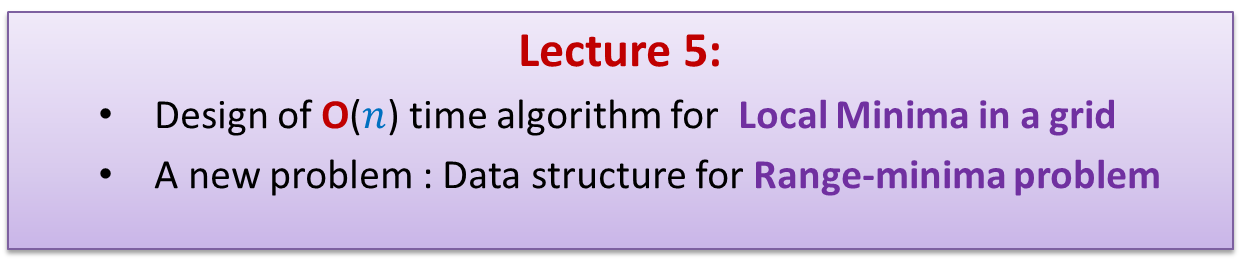 Lecture 5:
• Design of O(𝑛) time algorithm for Local Minima in a grid
• A new problem : Data structure for Range-minima problem